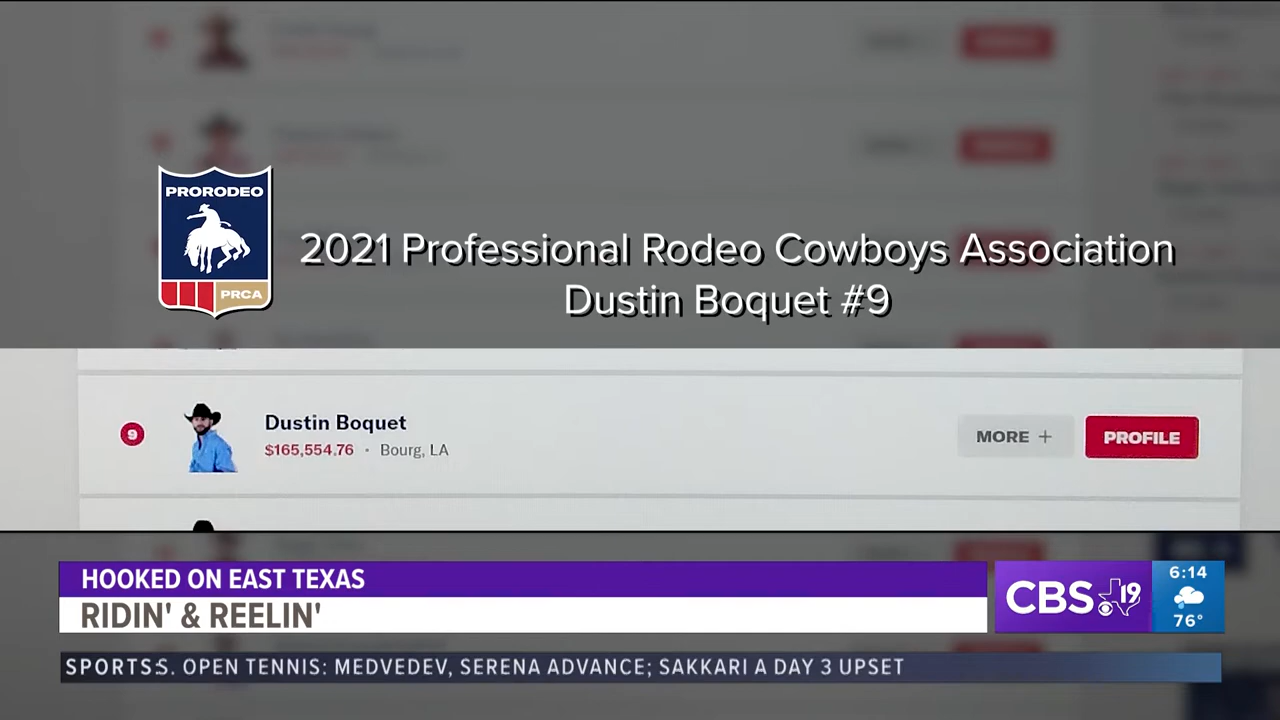 PRORODEO
PRCA
2021 Professional Rodeo Cowboys Association
Dustin Boquet #9
9
Dustin Boquet
$165,554.76 • Bourg, LA
MORE +
PROFILE
HOOKED ON EAST TEXAS
RIDIN' & REELIN'
CBS 19
6:14
76°
SPORTS: S. OPEN TENNIS: MEDVEDEV, SERENA ADVANCE; SAKKARI A DAY 3 UPSET